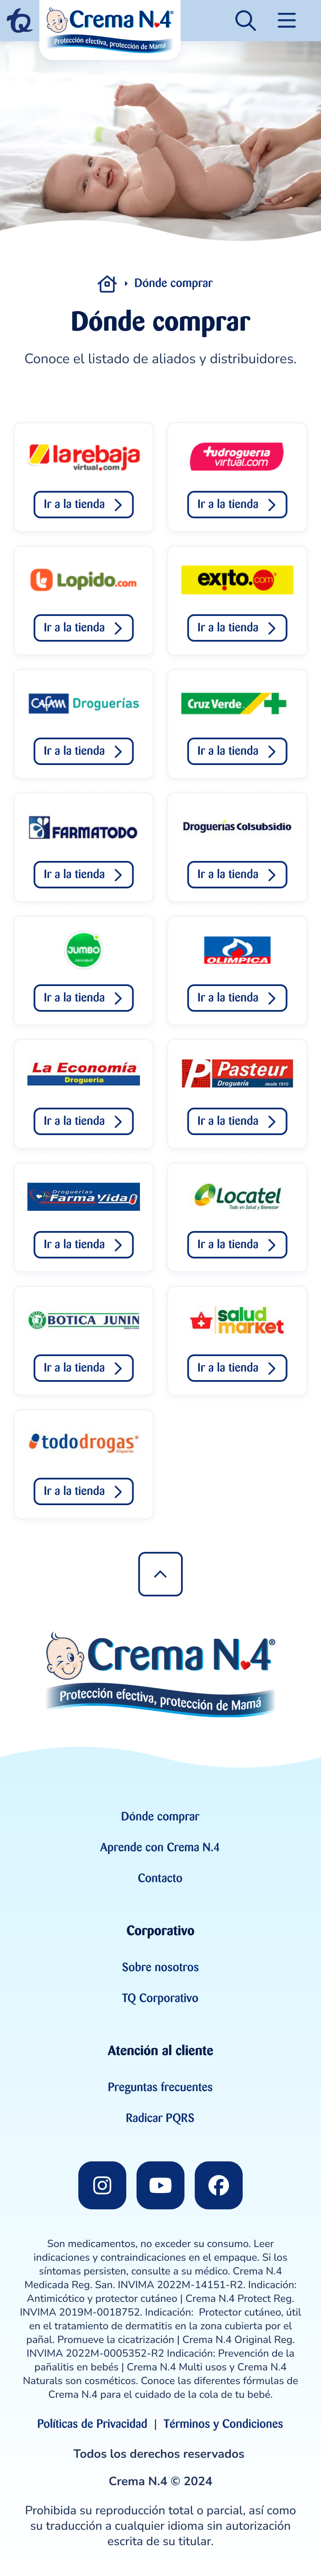 TQ
Crema N.4®
Protección efectiva, protección de Mamá
Dónde comprar
Dónde comprar
Conoce el listado de aliados y distribuidores.
larebaja
virtual.com
Ir a la tienda
+udroguería
virtual.com
Ir a la tienda
Lopido.com
Ir a la tienda
exito.com
Ir a la tienda
CAFAM Droguerías
Ir a la tienda
Cruz Verde
Ir a la tienda
FARMATODO
Ir a la tienda
Droguerías Colsubsidio
Ir a la tienda
JUMBO
Ir a la tienda
OLIMPICA
Ir a la tienda
La Economía
Droguería
Ir a la tienda
P Pasteur
Droguería desde 1910
Ir a la tienda
Droguerías
FarmaVida
Ir a la tienda
Locatel
Todo en Salud y Bienestar
Ir a la tienda
BOTICA JUNIN
Ir a la tienda
salud
market
Ir a la tienda
tododrogas
Ir a la tienda
Crema N.4®
Protección efectiva, protección de Mamá
Dónde comprar
Aprende con Crema N.4
Contacto
Corporativo
Sobre nosotros
TQ Corporativo
Atención al cliente
Preguntas frecuentes
Radicar PQRS
Son medicamentos, no exceder su consumo. Leer
indicaciones y contraindicaciones en el empaque. Si los
síntomas persisten, consulte a su médico. Crema N.4
Medicada Reg. San. INVIMA 2022M-14151-R2. Indicación:
Antimicótico y protector cutáneo | Crema N.4 Protect Reg.
INVIMA 2019M-0018752. Indicación: Protector cutáneo, útil
en el tratamiento de dermatitis en la zona cubierta por el
pañal. Promueve la cicatrización | Crema N.4 Original Reg.
INVIMA 2022M-0005352-R2 Indicación: Prevención de la
pañalitis en bebés | Crema N.4 Multi usos y Crema N.4
Naturals son cosméticos. Conoce las diferentes fórmulas de
Crema N.4 para el cuidado de la cola de tu bebé.
Políticas de Privacidad | Términos y Condiciones
Todos los derechos reservados
Crema N.4 © 2024
Prohibida su reproducción total o parcial, así como
su traducción a cualquier idioma sin autorización
escrita de su titular.